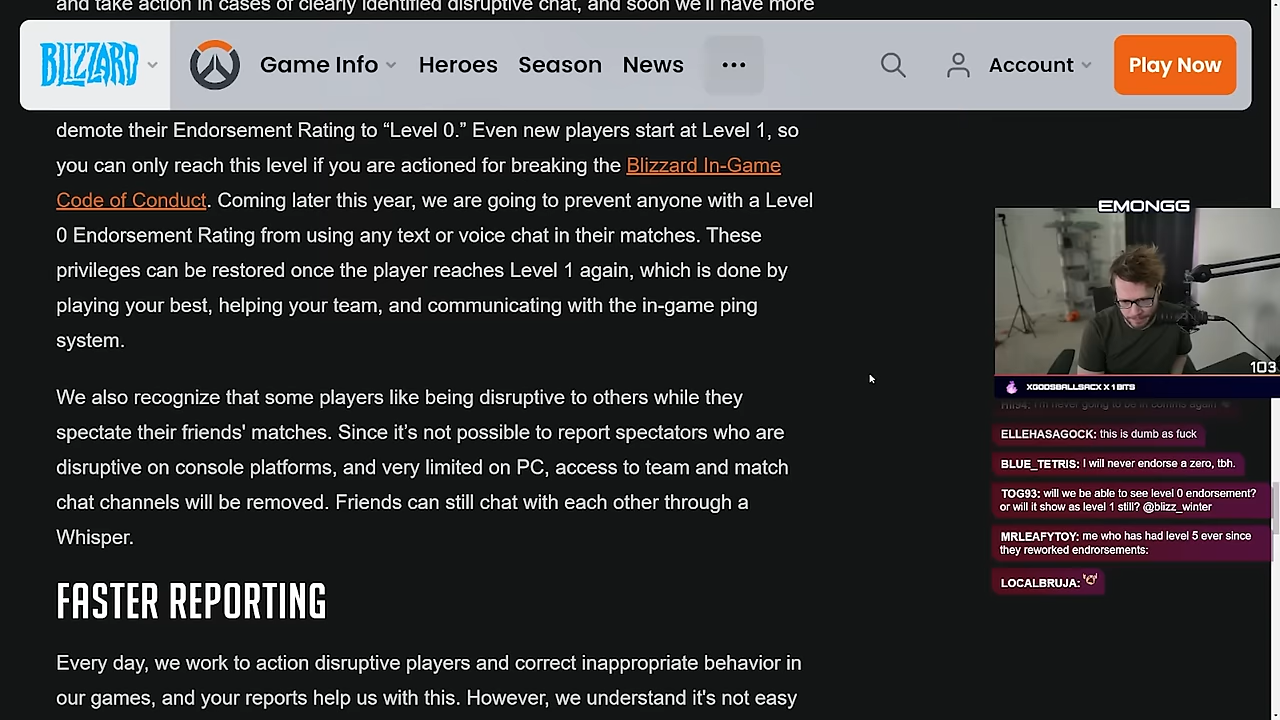 and take action in cases of clearly identified disruptive chat, and soon we'll have more
BLIZZARD
Game Info
Heroes
Season
News
...
Account
Play Now
demote their Endorsement Rating to “Level 0.” Even new players start at Level 1, so
you can only reach this level if you are actioned for breaking the Blizzard In-Game
Code of Conduct. Coming later this year, we are going to prevent anyone with a Level
0 Endorsement Rating from using any text or voice chat in their matches. These
privileges can be restored once the player reaches Level 1 again, which is done by
playing your best, helping your team, and communicating with the in-game ping
system.
We also recognize that some players like being disruptive to others while they
spectate their friends' matches. Since it’s not possible to report spectators who are
disruptive on console platforms, and very limited on PC, access to team and match
chat channels will be removed. Friends can still chat with each other through a
Whisper.
FASTER REPORTING
Every day, we work to action disruptive players and correct inappropriate behavior in
our games, and your reports help us with this. However, we understand it's not easy
EMONGG
103
XGODSBALLSACX X 1 BITS
I'm never going to be in comms again
ELLEHASAGOCK: this is dumb as fuck
BLUE_TETRIS: I will never endorse a zero, tbh.
TOG93: will we be able to see level 0 endorsement?
or will it show as level 1 still? @blizz_winter
MRLEAFYTOY: me who has had level 5 ever since
they reworked endrorsements:
LOCALBRUJA: